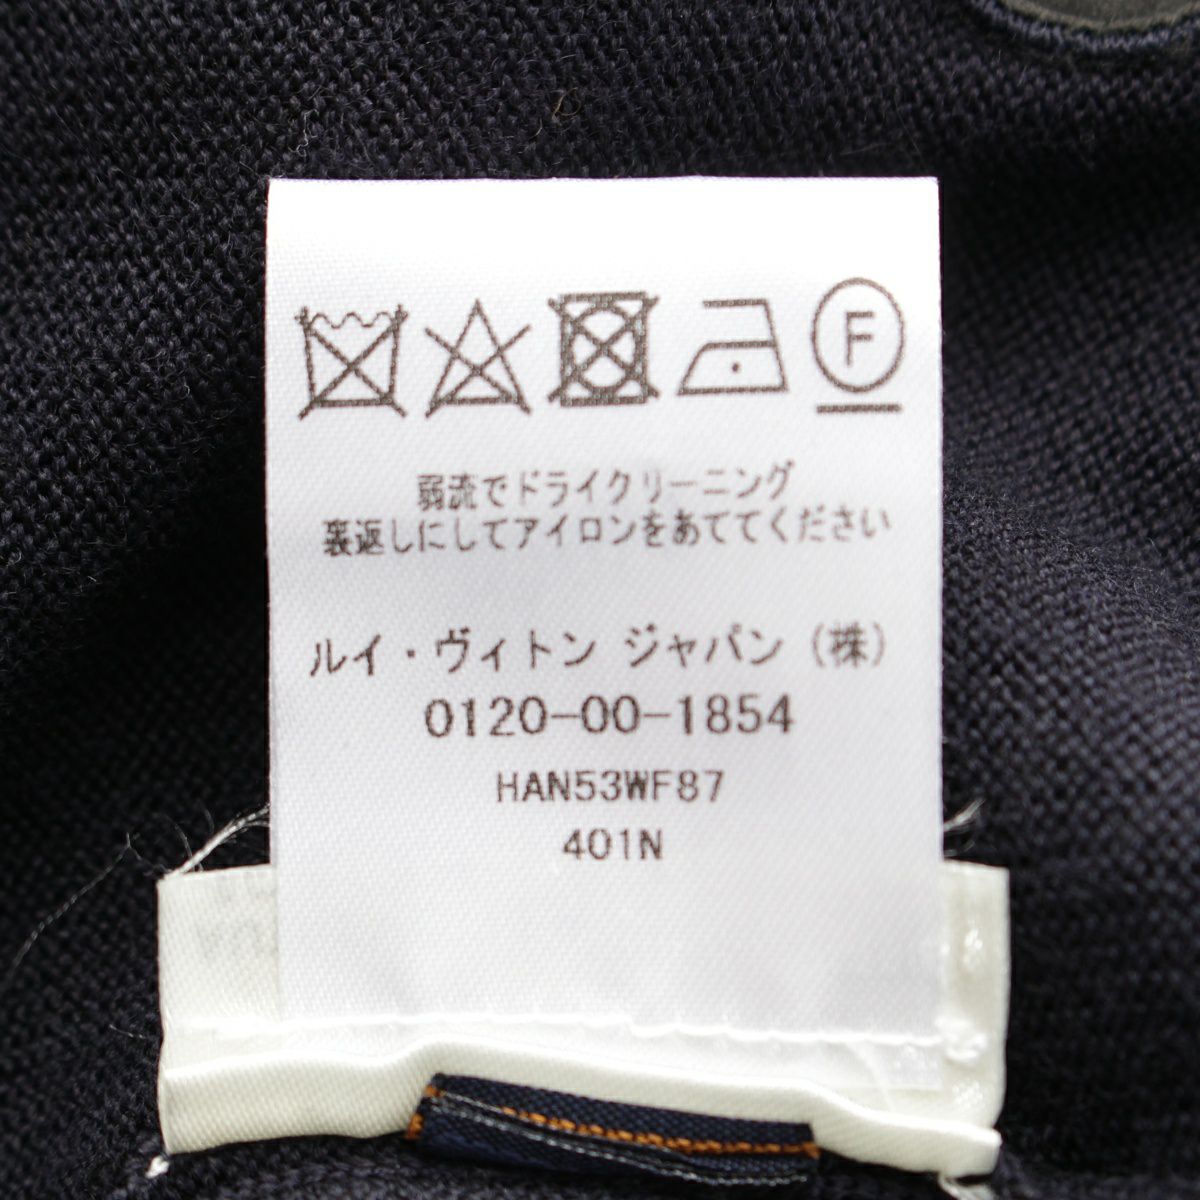 F
弱流でドライクリーニング
裏返しにしてアイロンをあててください
ルイ・ヴィトン ジャパン (株)
0120-00-1854
HAN53WF87
401N